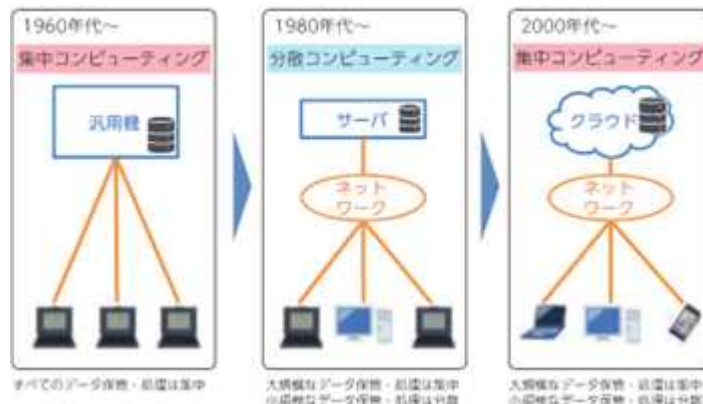 1960年代～
集中コンピューティング
汎用機
すべてのデータ保管・処理は集中
1980年代～
分散コンピューティング
サーバ
ネット
ワーク
大規模なデータ保管・処理は集中
小規模なデータ保管・処理は分散
2000年代～
集中コンピューティング
クラウド
ネット
ワーク
大規模なデータ保管・処理は集中
小規模なデータ保管・処理は分散